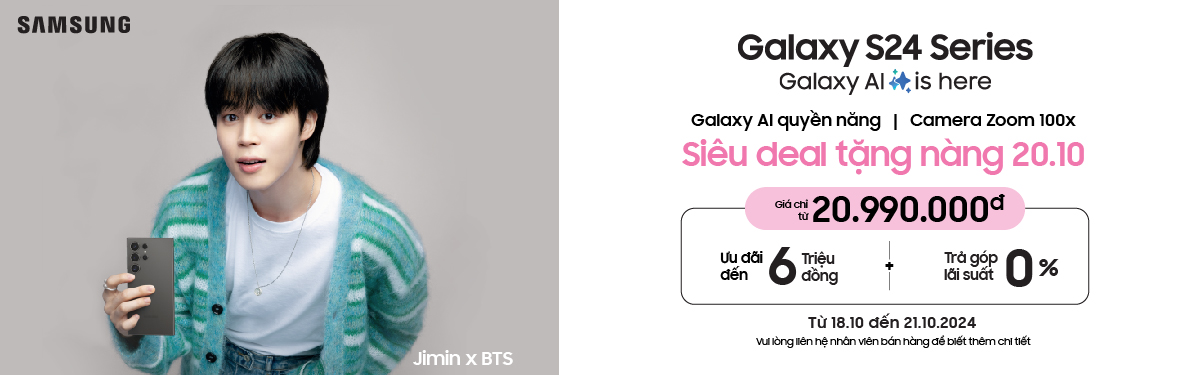 SAMSUNG
Jimin x BTS
Galaxy S24 Series
Galaxy AI is here
Galaxy AI quyền năng | Camera Zoom 100x
Siêu deal tặng nàng 20.10
Giá chỉ
từ 20.990.000đ
Ưu đãi
đến 6 Triệu
đồng
+
Trả góp
lãi suất 0%
Từ 18.10 đến 21.10.2024
Vui lòng liên hệ nhân viên bán hàng để biết thêm chi tiết